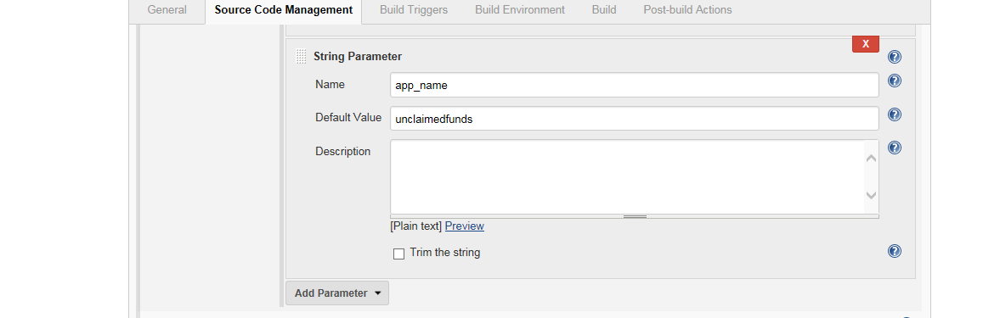 General Source Code Management Build Triggers Build Environment Build Post-build Actions
X
String Parameter ?
Name app_name ?
Default Value unclaimedfunds ?
Description ?
[Plain text] Preview
Trim the string ?
Add Parameter